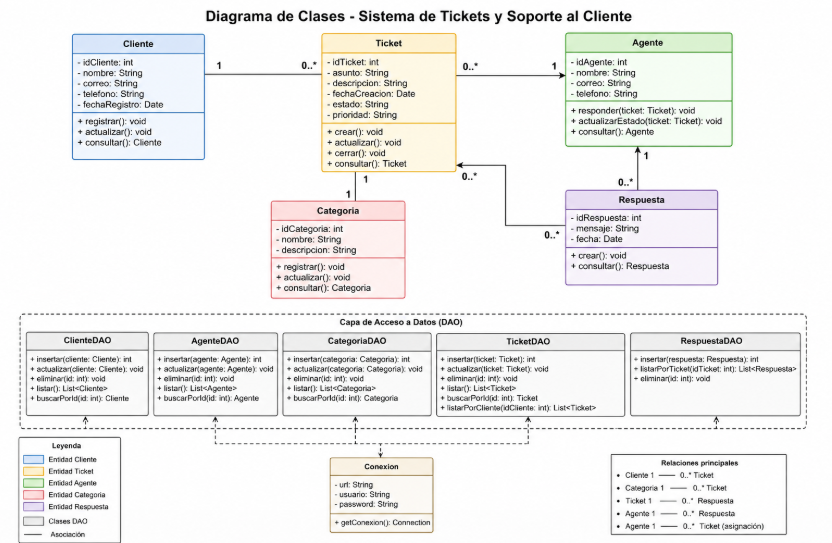 Diagrama de Clases - Sistema de Tickets y Soporte al Cliente
Cliente
- idCliente: int
- nombre: String
- correo: String
- telefono: String
- fechaRegistro: Date
+ registrar(): void
+ actualizar(): void
+ consultar(): Cliente
1
0..*
Ticket
- idTicket: int
- asunto: String
- descripcion: String
- fechaCreacion: Date
- estado: String
- prioridad: String
+ crear(): void
+ actualizar(): void
+ cerrar(): void
+ consultar(): Ticket
0..*
1
Agente
- idAgente: int
- nombre: String
- correo: String
- telefono: String
+ responder(ticket: Ticket): void
+ actualizarEstado(ticket: Ticket): void
+ consultar(): Agente
1
1
0..*
0..*
1
0..*
Categoria
- idCategoria: int
- nombre: String
- descripcion: String
+ registrar(): void
+ actualizar(): void
+ consultar(): Categoria
Respuesta
- idRespuesta: int
- mensaje: String
- fecha: Date
+ crear(): void
+ consultar(): Respuesta
Capa de Acceso a Datos (DAO)
ClienteDAO
+ insertar(cliente: Cliente): int
+ actualizar(cliente: Cliente): void
+ eliminar(id: int): void
+ listar(): List<Cliente>
+ buscarPorId(id: int): Cliente
AgenteDAO
+ insertar(agente: Agente): int
+ actualizar(agente: Agente): void
+ eliminar(id: int): void
+ listar(): List<Agente>
+ buscarPorId(id: int): Agente
CategoriaDAO
+ insertar(categoria: Categoria): int
+ actualizar(categoria: Categoria): void
+ eliminar(id: int): void
+ listar(): List<Categoria>
+ buscarPorId(id: int): Categoria
TicketDAO
+ insertar(ticket: Ticket): int
+ actualizar(ticket: Ticket): void
+ eliminar(id: int): void
+ listar(): List<Ticket>
+ buscarPorId(id: int): Ticket
+ listarPorCliente(idCliente: int): List<Ticket>
RespuestaDAO
+ insertar(respuesta: Respuesta): int
+ listarPorTicket(idTicket: int): List<Respuesta>
+ eliminar(id: int): void
Leyenda
Entidad Cliente
Entidad Ticket
Entidad Agente
Entidad Categoria
Entidad Respuesta
Clases DAO
Asociación
Conexion
- url: String
- usuario: String
- password: String
+ getConexion(): Connection
Relaciones principales
• Cliente 1 —— 0..* Ticket
• Categoria 1 —— 0..* Ticket
• Ticket 1 —— 0..* Respuesta
• Agente 1 —— 0..* Respuesta
• Agente 1 —— 0..* Ticket (asignación)